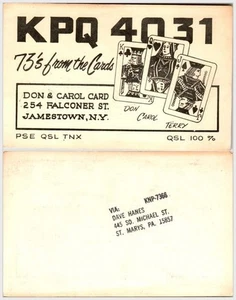 KPQ 4031
73's from the Cards
DON & CAROL CARD
254 FALCONER ST.
JAMESTOWN, N.Y.
DON
CAROL
TERRY
PSE QSL TNX
QSL 100 %
KNP-7366
VIA:
DAVE HANES
445 SO. MICHAEL ST.
ST. MARYS, PA. 15857